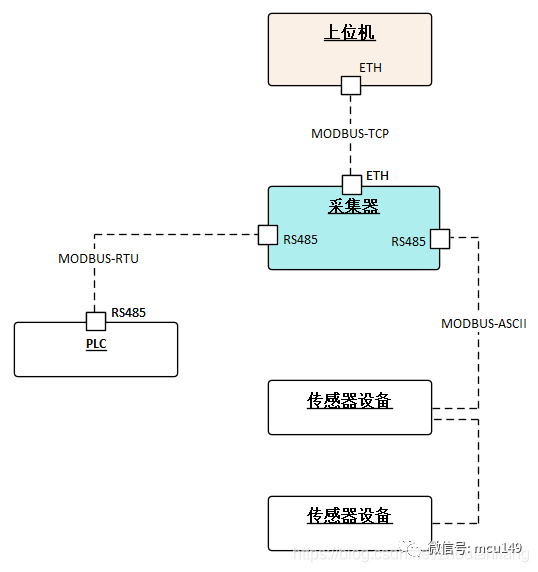 上位机
ETH
MODBUS-TCP
ETH
采集器
RS485
RS485
MODBUS-RTU
RS485
PLC
MODBUS-ASCII
传感器设备
传感器设备
微信号: mcu149